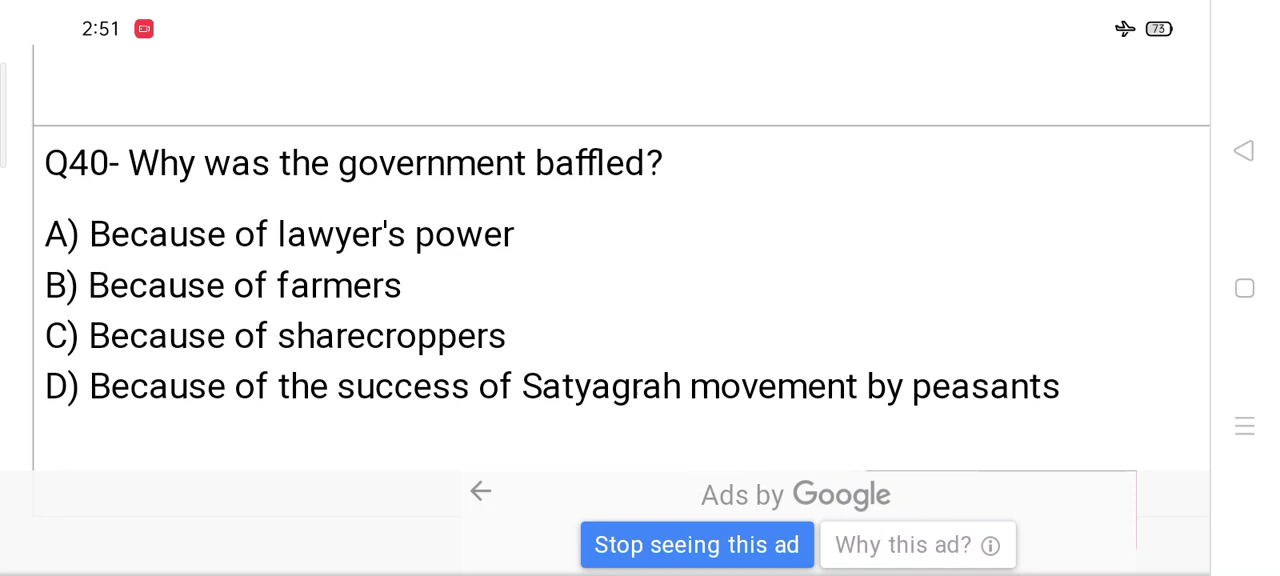 2:51
73
Q40- Why was the government baffled?
A) Because of lawyer's power
B) Because of farmers
C) Because of sharecroppers
D) Because of the success of Satyagrah movement by peasants
Ads by Google
Stop seeing this ad
Why this ad?